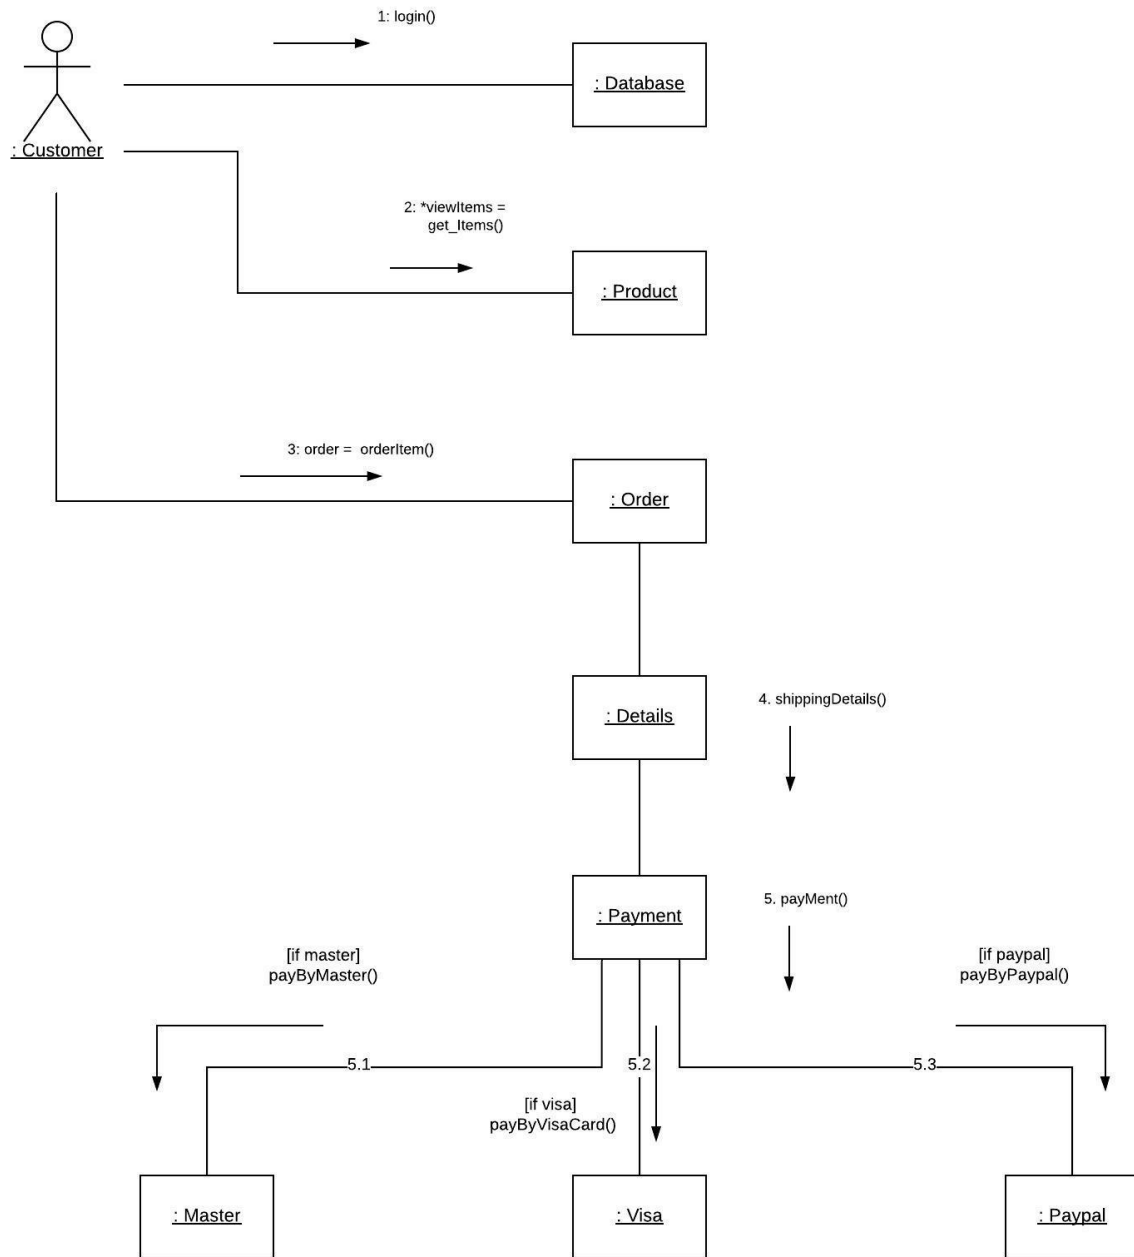 1: login()
: Database
: Customer
2: *viewItems =
get_Items()
: Product
3: order = orderItem()
: Order
4. shippingDetails()
: Details
5. payMent()
: Payment
[if master]
payByMaster()
[if paypal]
payByPaypal()
5.1
5.2
5.3
[if visa]
payByVisaCard()
: Master
: Visa
: Paypal